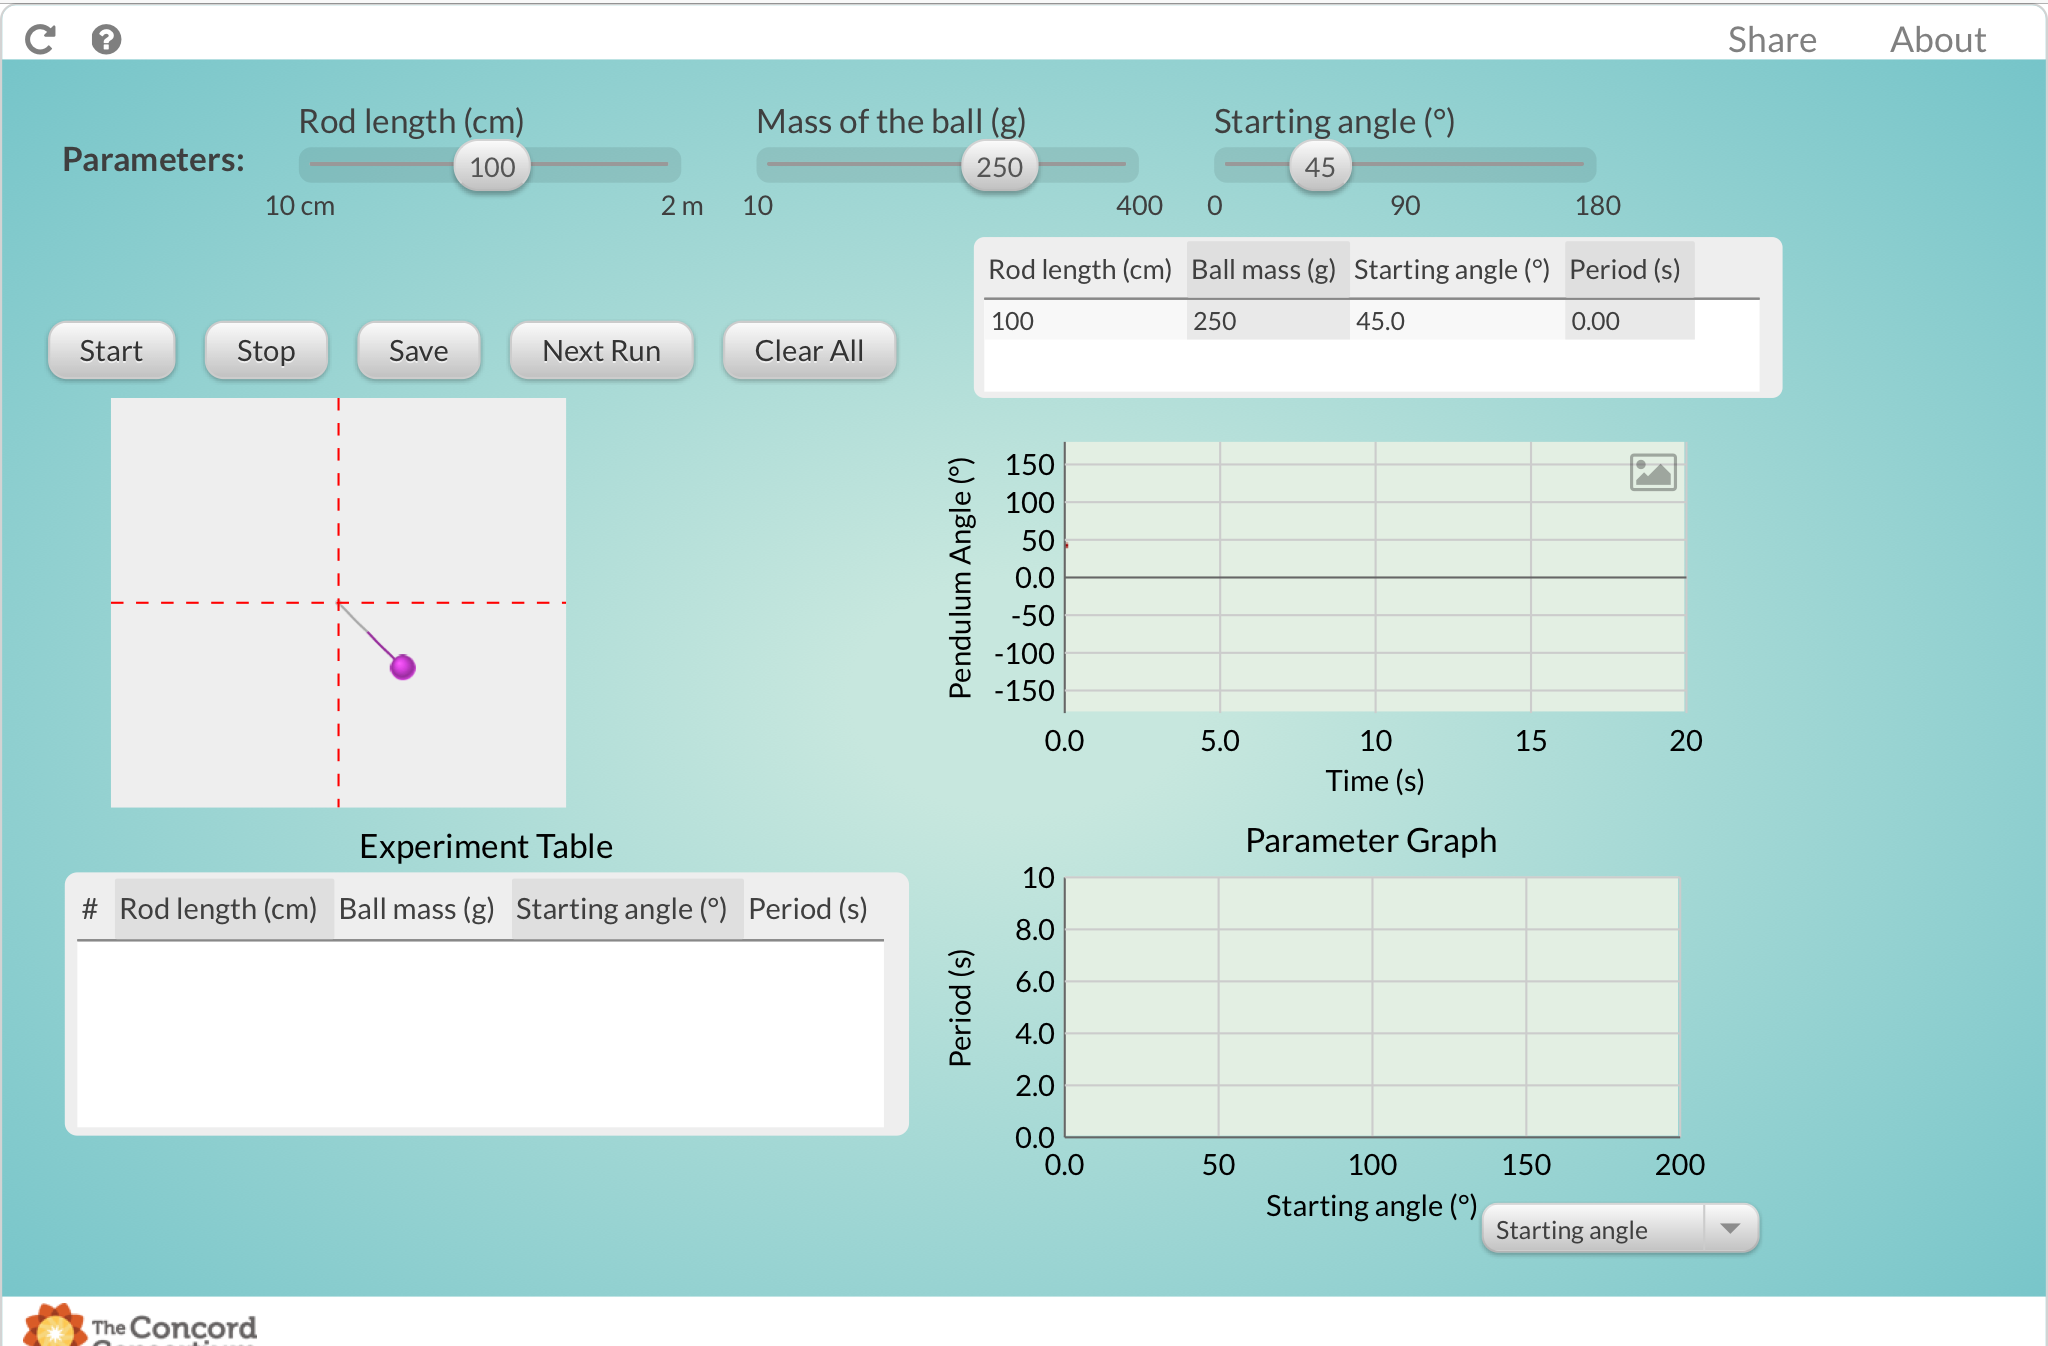 Share About
Rod length (cm) Mass of the ball (g) Starting angle (°)
Parameters: 100 250 45
10 cm 2 m 10 400 0 90 180
Rod length (cm) Ball mass (g) Starting angle (°) Period (s)
100 250 45.0 0.00
Start Stop Save Next Run Clear All
Pendulum Angle (°)
150
100
50
0.0
-50
-100
-150
0.0 5.0 10 15 20
Time (s)
Experiment Table
# Rod length (cm) Ball mass (g) Starting angle (°) Period (s)
Parameter Graph
Period (s)
10
8.0
6.0
4.0
2.0
0.0
0.0 50 100 150 200
Starting angle (°)
Starting angle
The Concord